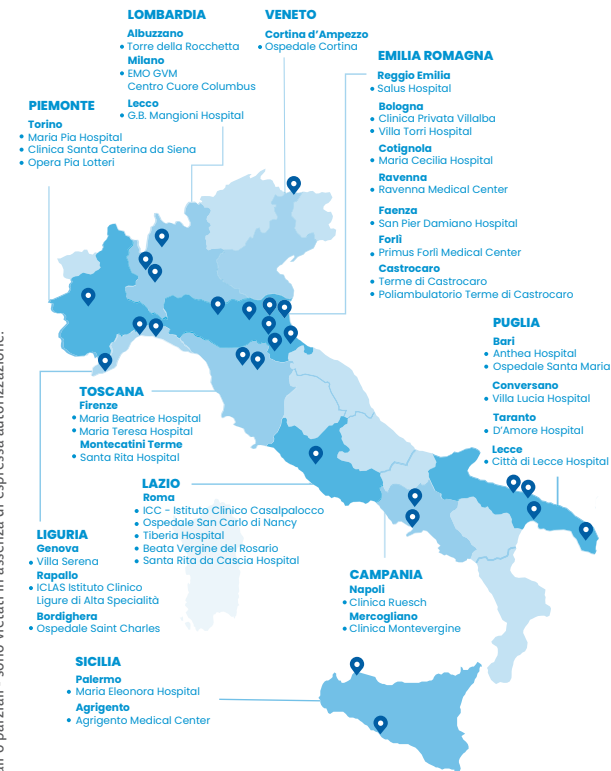 LOMBARDIA
Albuzzano
• Torre della Rocchetta
Milano
• EMO GVM
Centro Cuore Columbus
Lecco
• G.B. Mangioni Hospital
VENETO
Cortina d’Ampezzo
• Ospedale Cortina
EMILIA ROMAGNA
Reggio Emilia
• Salus Hospital
Bologna
• Clinica Privata Villalba
• Villa Torri Hospital
Cotignola
• Maria Cecilia Hospital
Ravenna
• Ravenna Medical Center
Faenza
• San Pier Damiano Hospital
Forlì
• Primus Forlì Medical Center
Castrocaro
• Terme di Castrocaro
• Poliambulatorio Terme di Castrocaro
PIEMONTE
Torino
• Maria Pia Hospital
• Clinica Santa Caterina da Siena
• Opera Pia Lotteri
PUGLIA
Bari
• Anthea Hospital
• Ospedale Santa Maria
Conversano
• Villa Lucia Hospital
Taranto
• D’Amore Hospital
Lecce
• Città di Lecce Hospital
TOSCANA
Firenze
• Maria Beatrice Hospital
• Maria Teresa Hospital
Montecatini Terme
• Santa Rita Hospital
LAZIO
Roma
• ICC - Istituto Clinico Casalpalocco
• Ospedale San Carlo di Nancy
• Tiberia Hospital
• Beata Vergine del Rosario
• Santa Rita da Cascia Hospital
LIGURIA
Genova
• Villa Serena
Rapallo
• ICLAS Istituto Clinico
Ligure di Alta Specialità
Bordighera
• Ospedale Saint Charles
CAMPANIA
Napoli
• Clinica Ruesch
Mercogliano
• Clinica Montevergine
SICILIA
Palermo
• Maria Eleonora Hospital
Agrigento
• Agrigento Medical Center
o parziali - sono vietati in assenza di espressa autorizzazione.